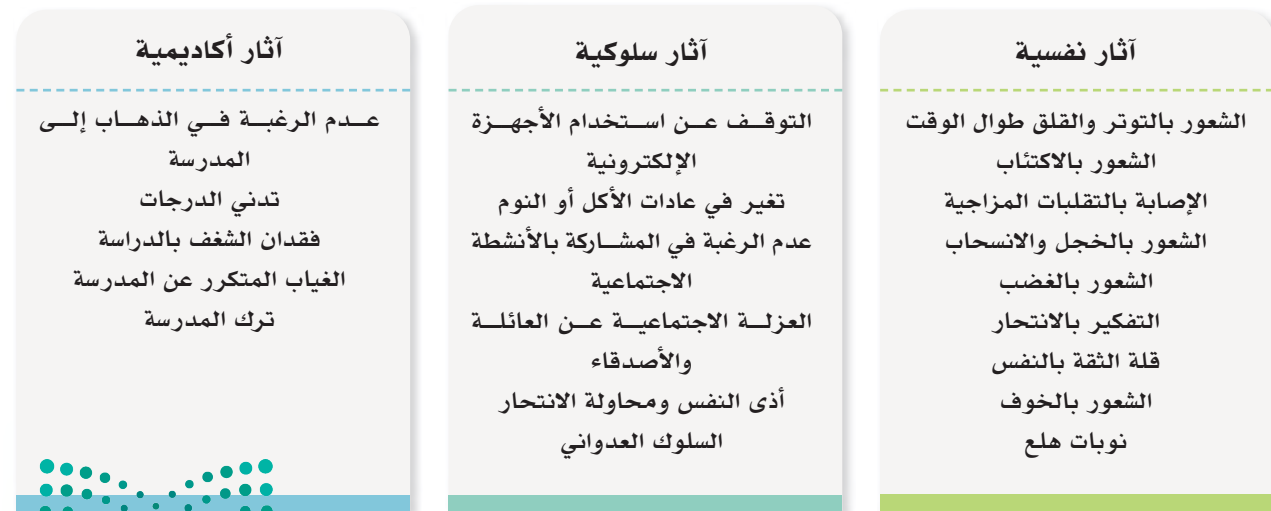 آثار نفسية
الشعور بالتوتر والقلق طوال الوقت
الشعور بالاكتئاب
الإصابة بالتقلبات المزاجية
الشعور بالخجل والانسحاب
الشعور بالغضب
التفكير بالانتحار
قلة الثقة بالنفس
الشعور بالخوف
نوبات هلع
آثار سلوكية
التوقف عن استخدام الأجهزة
الإلكترونية
تغير في عادات الأكل أو النوم
عدم الرغبة في المشاركة بالأنشطة
الاجتماعية
العزلة الاجتماعية عن العائلة
والأصدقاء
أذى النفس ومحاولة الانتحار
السلوك العدواني
آثار أكاديمية
عدم الرغبة في الذهاب إلى
المدرسة
تدني الدرجات
فقدان الشغف بالدراسة
الغياب المتكرر عن المدرسة
ترك المدرسة